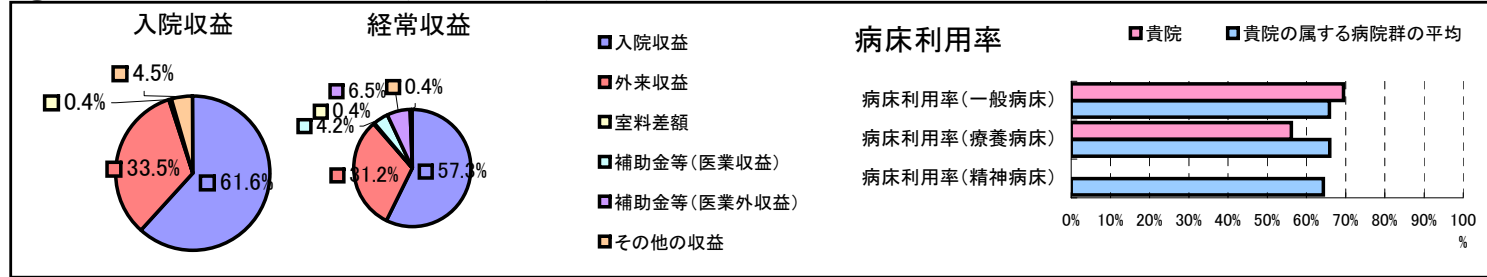 入院収益
経常収益
4.5%
0.4%
33.5%
61.6%
6.5%
0.4%
0.4%
4.2%
31.2%
57.3%
入院収益
外来収益
室料差額
補助金等(医業収益)
補助金等(医業外収益)
その他の収益
病床利用率
貴院
貴院の属する病院群の平均
病床利用率(一般病床)
病床利用率(療養病床)
病床利用率(精神病床)
0% 10% 20% 30% 40% 50% 60% 70% 80% 90% 100
%